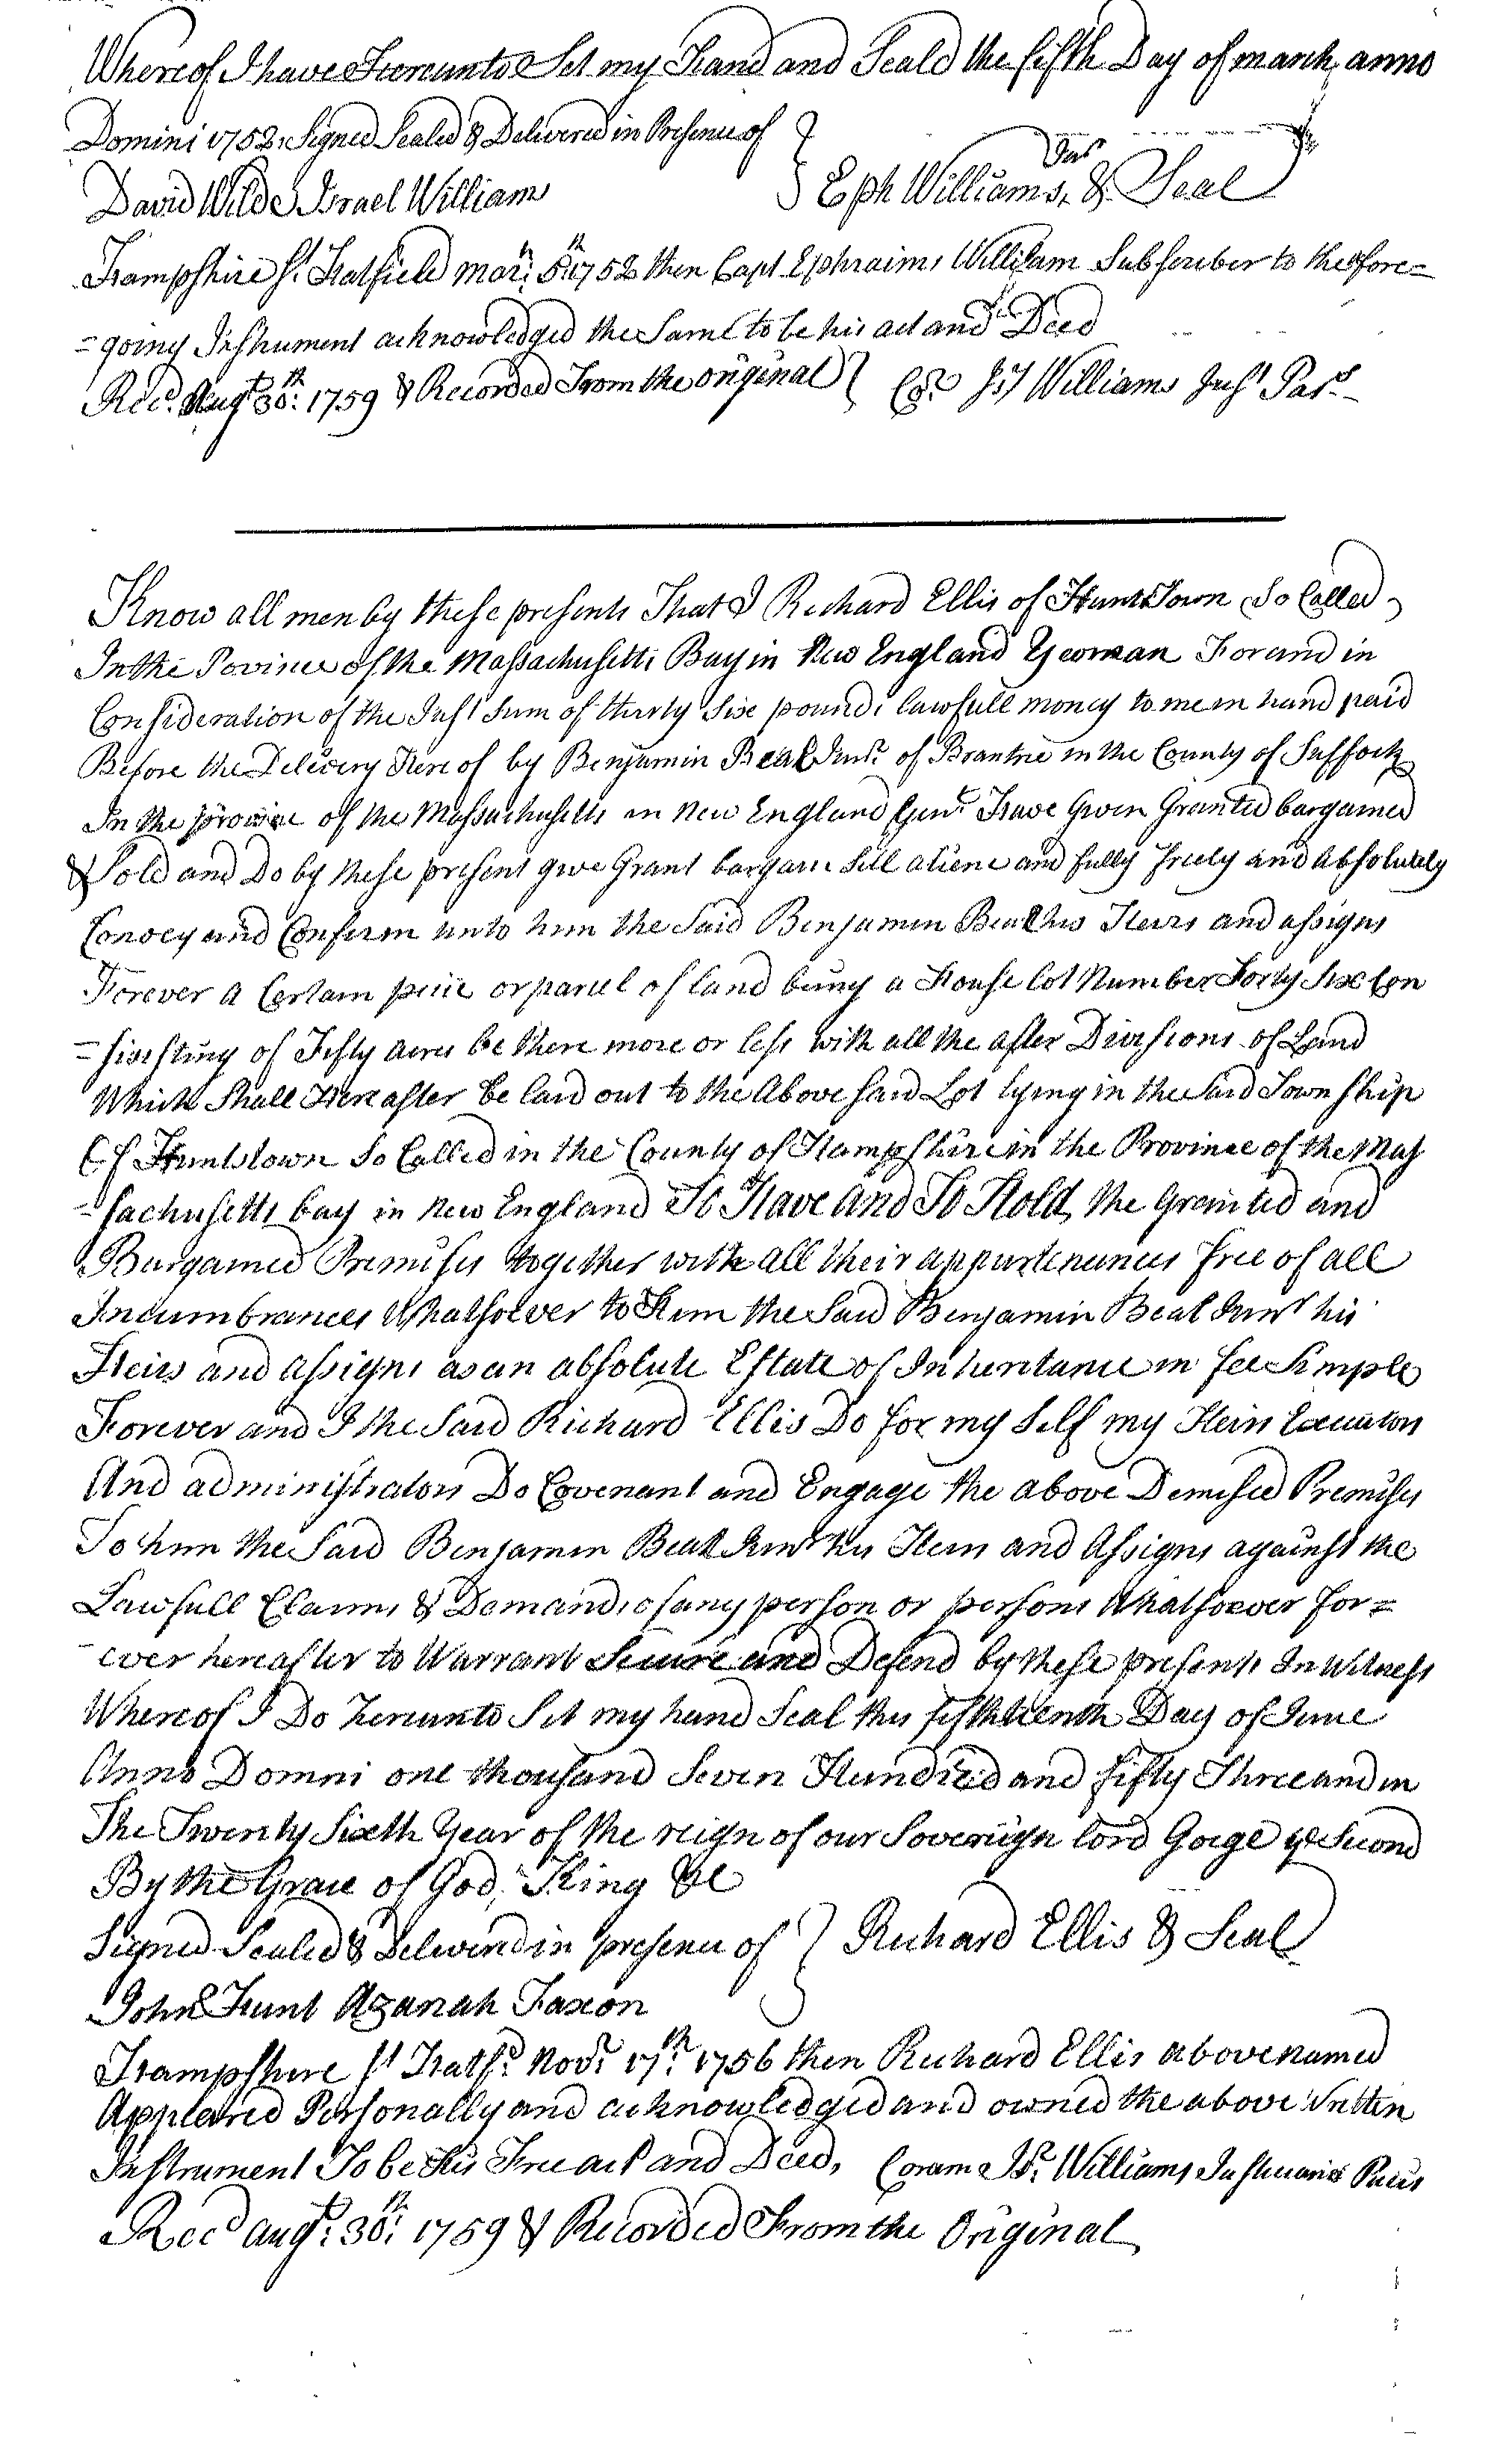 Whereof I have Hereunto Set my Hand and Seald the fifth Day of march, anno
Domini 1752, Signed Sealed & Delivered in Presence of
David Wilde Israel William
Eph Williams, Jur & Seal
Hampshire ss Hatfield Mar: 5th 1752 then Capt Ephraim Williams Subscriber to the fore=
=going Instrument acknowledged the Same to be his act and Deed
Recd Augt 30th: 1759 & Recorded From the original
Williams Just Pas
Know all men by these presents That I Richard Ellis of Hunts Town So Called
In the Povince of the Massachusetts Bay in New England Yeoman For and in
Consideration of the Just Sum of thirty Six pounds lawfull money to me in hand paid
Before the Delivery Hereof by Benjamin Beal Junr of Brantrie in the County of Suffock
In the province of the Massachusetts in New England Gent Have Given Granted bargained
& Sold and Do by these present give Grant bargain Sell aliene and fully freely and absolutely
Convey and Conferm unto him the Said Benjamin Beal his Heirs and assigns
Forever a Certain peice or parcel of land being a House lot Number Forty Six Con
=sisting of Fifty acres be there more or less with all the after Divisions of Land
Which Shall Hereafter be laid out to the Above said Lot lying in the Said Town ship
Of Huntstown So Called in the County of Hampshire in the Province of the Mas
=sachusetts bay in New England To Have and To Hold, the Granted and
Bargained Premises together with all their appurtenances free of all
Incumbrances Whatsoever to Him the Said Benjamin Beal Junr his
Heirs and assigns as an absolute Estate of Inheritance in fee Simple
Forever and I the Said Richard Ellis Do for my Self my Heirs Executors
And administrators Do Covenant and Engage the above Demised Premises
To him the Said Benjamin Beal Junr his Heirs and Assigns against the
Lawfull Claims & Demands of any person or persons Whatsoever for=
ever hereafter to Warrant Secure and Defend by these presents In Witness
Whereof I Do hereunto Set my hand Seal this fifthteenth Day of June
Anno Domni one thousand Seven Hundred and fifty Three and in
The Twenty Sixth Year of the reign of our Soveriign lord Gorge ye Second
By the Grace of God, King &c
Signed Sealed & Delivered in presence of Richard Ellis & Seal
John Hunt Azariah Faxon
Hampshire ss Hatfd Novr 17th: 1756 then Richard Ellis above named
Appleared Personally and acknowledged and owned the above Written
Instrument To be his Free act and Deed, Coram Isr Williams Justiciaris Pacis
Recd augt: 30th: 1759 & Recorded From the Original